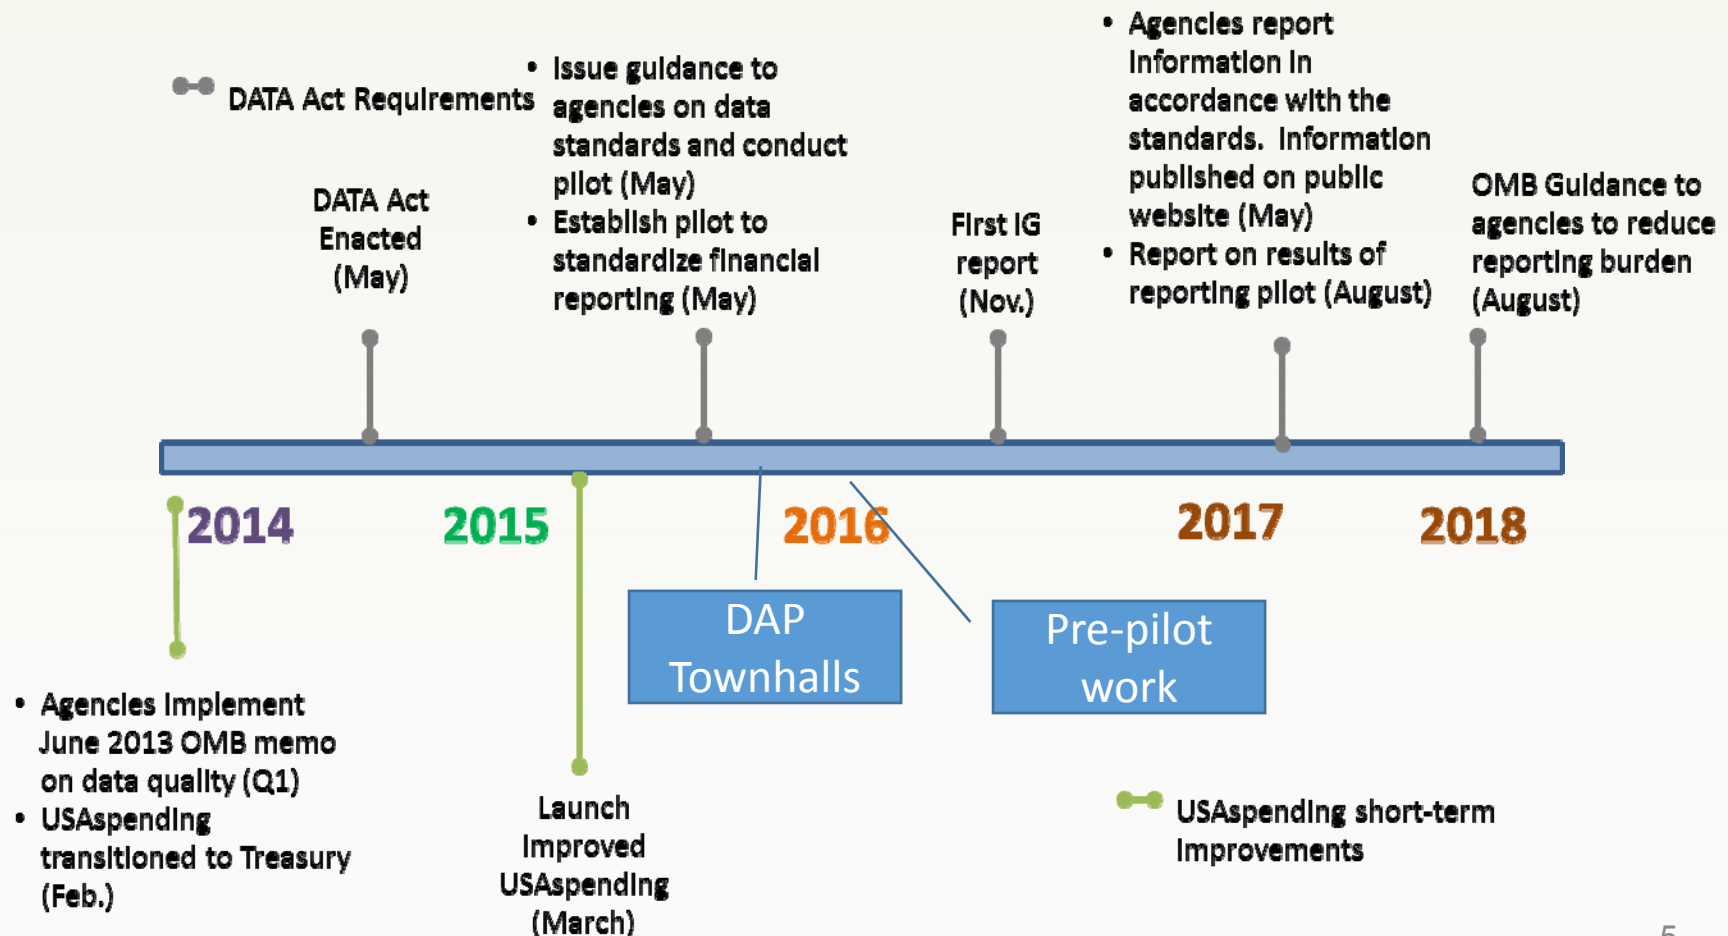 DATA Act Requirements
DATA Act
Enacted
(May)
• Issue guidance to
agencies on data
standards and conduct
pilot (May)
• Establish pilot to
standardize financial
reporting (May)
First IG
report
(Nov.)
• Agencies report
Information in
accordance with the
standards. Information
published on public
website (May)
• Report on results of
reporting pilot (August)
OMB Guidance to
agencies to reduce
reporting burden
(August)
2014
2015
2016
2017
2018
DAP
Townhalls
Pre-pilot
work
• Agencies Implement
June 2013 OMB memo
on data quality (Q1)
• USAspending
transitioned to Treasury
(Feb.)
Launch
Improved
USAspending
(March)
USAspending short-term
Improvements
5